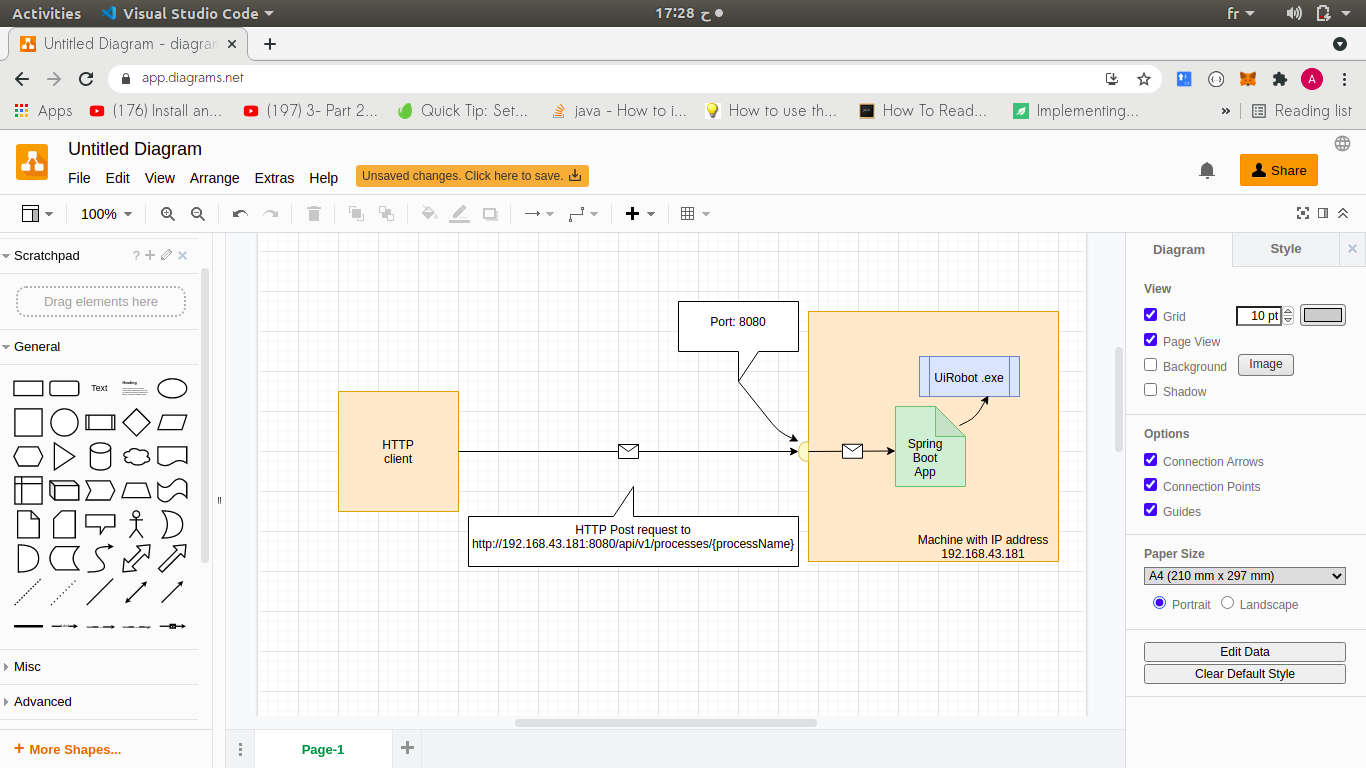 Activities
Visual Studio Code
17:28 ح
fr
Untitled Diagram - diagra
app.diagrams.net
A
Apps
(176) Install an...
(197) 3- Part 2...
Quick Tip: Set...
java - How to i...
How to use th...
How To Read...
Implementing...
»
Reading list
Untitled Diagram
File Edit View Arrange Extras Help
Unsaved changes. Click here to save.
Share
100%
Scratchpad
?
Drag elements here
General
Text
Heading
Misc
Advanced
+ More Shapes...
Port: 8080
HTTP
client
UiRobot .exe
Spring
Boot
App
HTTP Post request to
http://192.168.43.181:8080/api/v1/processes/{processName}
Machine with IP address
192.168.43.181
Page-1
Diagram
Style
View
Grid
10 pt
Page View
Background
Image
Shadow
Options
Connection Arrows
Connection Points
Guides
Paper Size
A4 (210 mm x 297 mm)
Portrait
Landscape
Edit Data
Clear Default Style